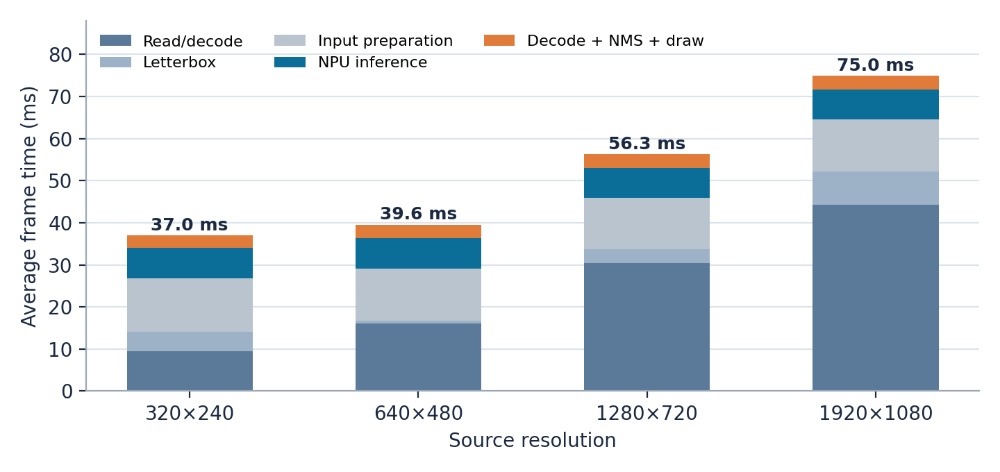 Read/decode
Letterbox
Input preparation
NPU inference
Decode + NMS + draw
Average frame time (ms)
80
70
60
50
40
30
20
10
0
37.0 ms
39.6 ms
56.3 ms
75.0 ms
320×240
640×480
1280×720
1920×1080
Source resolution